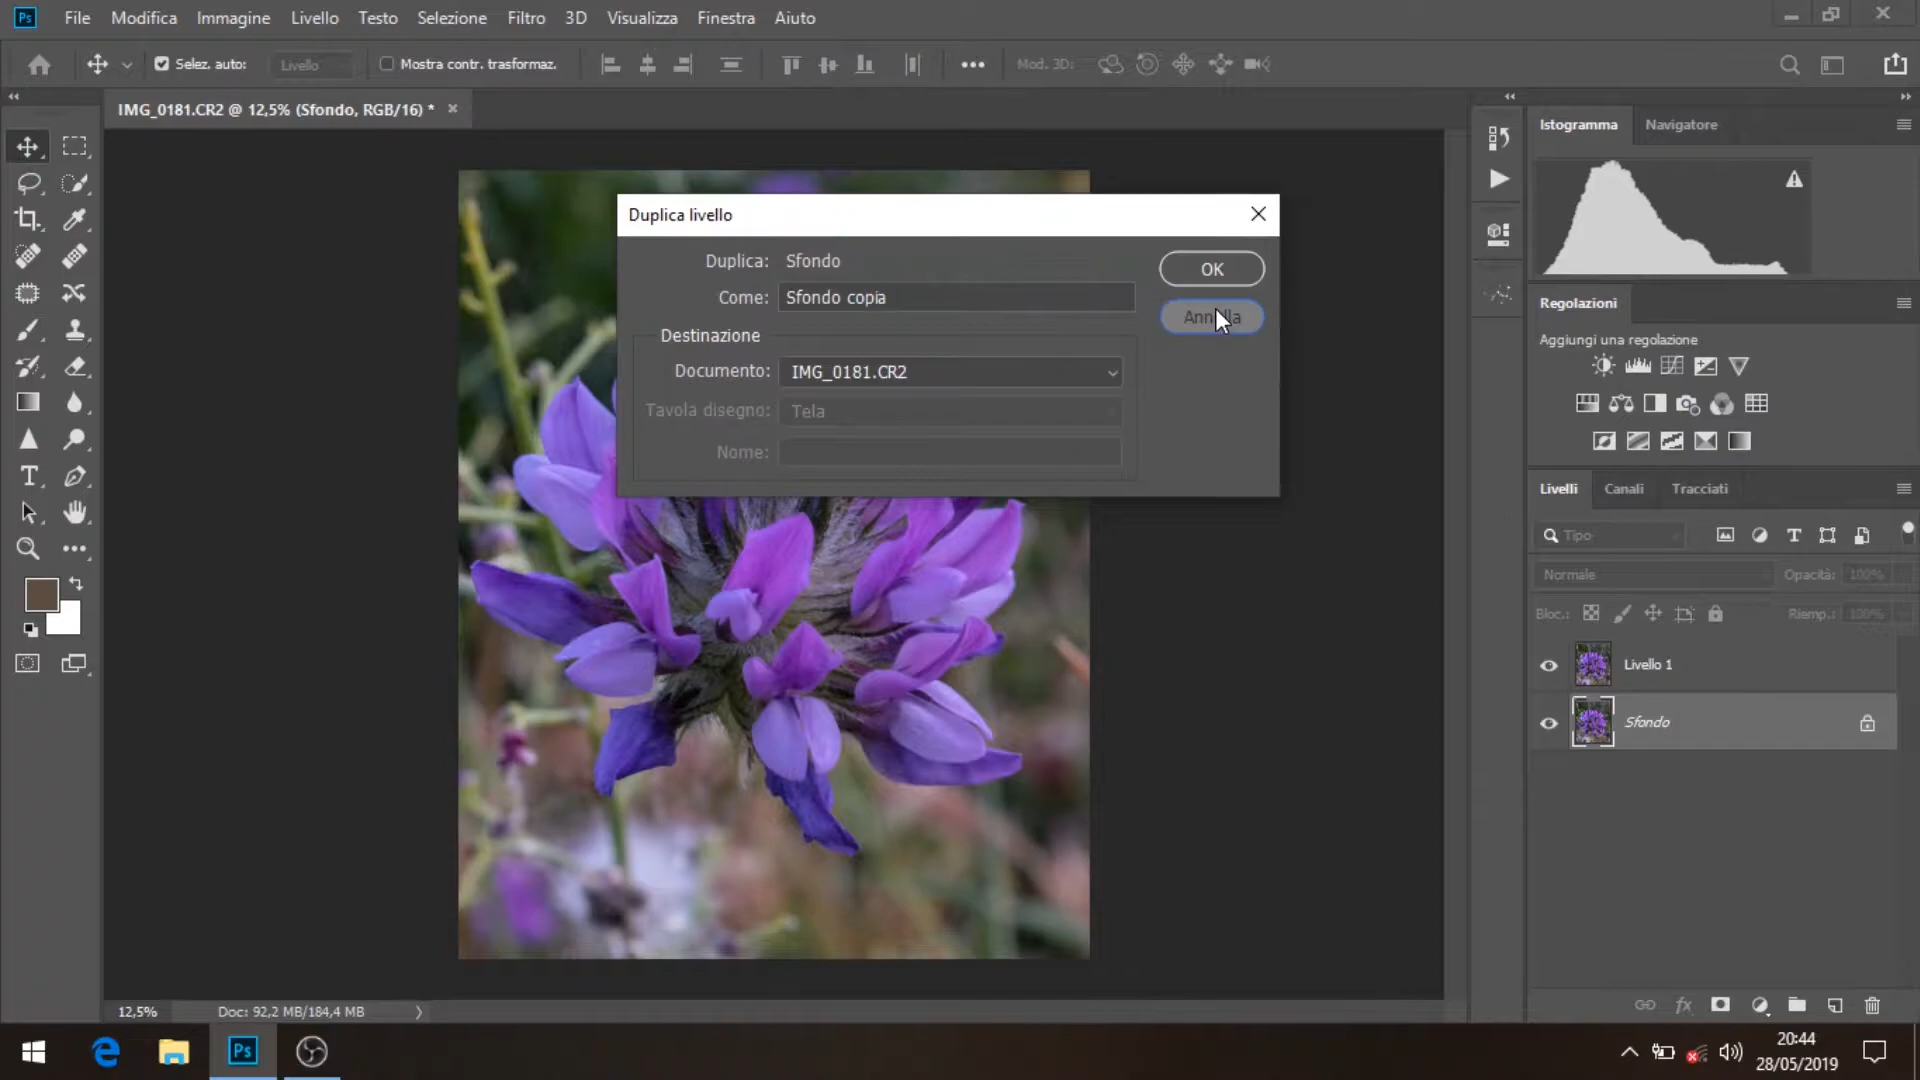 Ps File Modifica Immagine Livello Testo Selezione Filtro 3D Visualizza Finestra Aiuto
Selez. auto: Livello Mostra contr. trasformaz. Mod. 3D:
IMG_0181.CR2 @ 12,5% (Sfondo, RGB/16) *
Istogramma Navigatore
Duplica livello
Duplica: Sfondo
OK
Come: Sfondo copia
Annulla
Destinazione
Documento: IMG_0181.CR2
Tavola disegno: Tela
Nome:
Regolazioni
Aggiungi una regolazione
Livelli Canali Tracciati
Tipo
Normale Opacità: 100%
Bloc.: Riemp.: 100%
Livello 1
Sfondo
fx
12,5% Doc: 92,2 MB/184,4 MB
Ps
20:44
28/05/2019